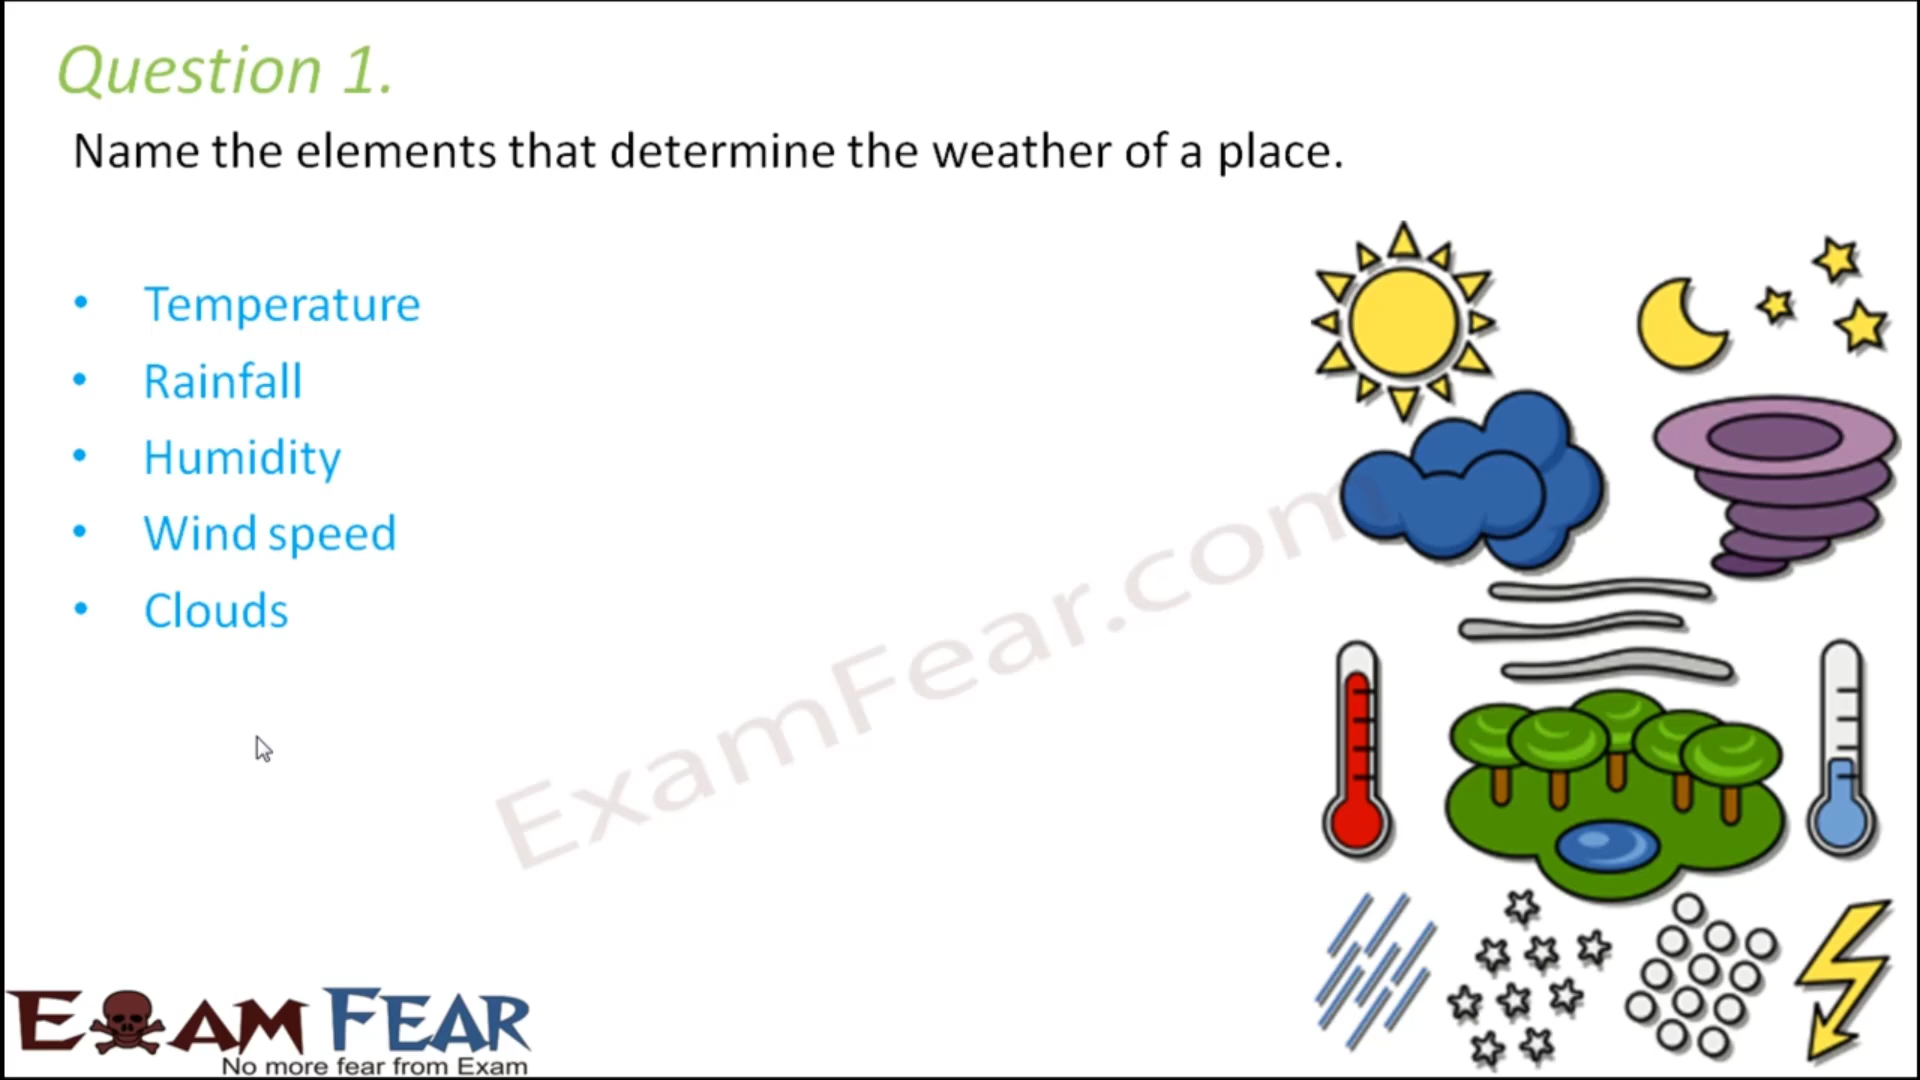 Question 1.
Name the elements that determine the weather of a place.
• Temperature
• Rainfall
• Humidity
• Wind speed
• Clouds
ExamFear.com
EXAM FEAR
No more fear from Exam